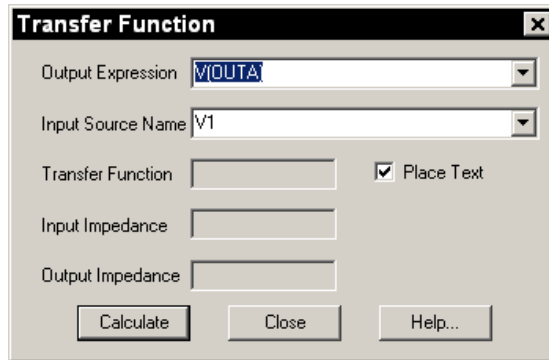 Transfer Function
Output Expression V(OUTA)
Input Source Name V1
Transfer Function Place Text
Input Impedance
Output Impedance
Calculate Close Help...